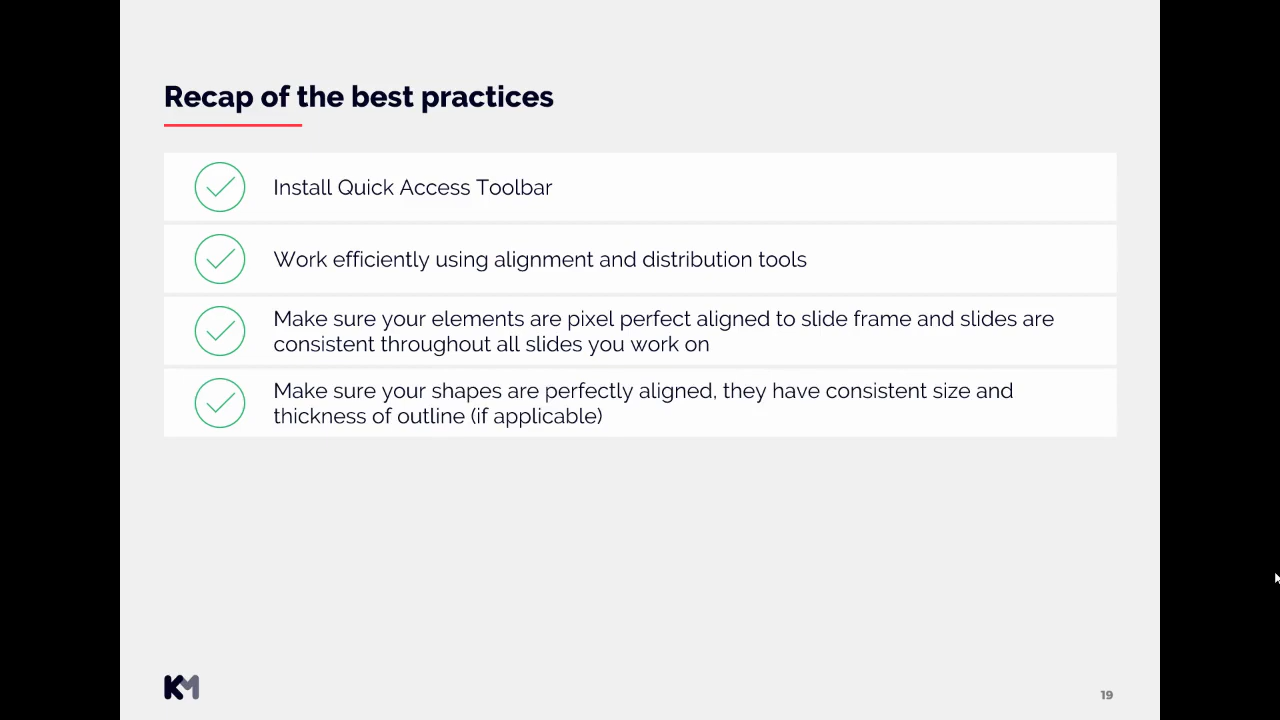 Recap of the best practices
Install Quick Access Toolbar
Work efficiently using alignment and distribution tools
Make sure your elements are pixel perfect aligned to slide frame and slides are
consistent throughout all slides you work on
Make sure your shapes are perfectly aligned, they have consistent size and
thickness of outline (if applicable)
KM
19